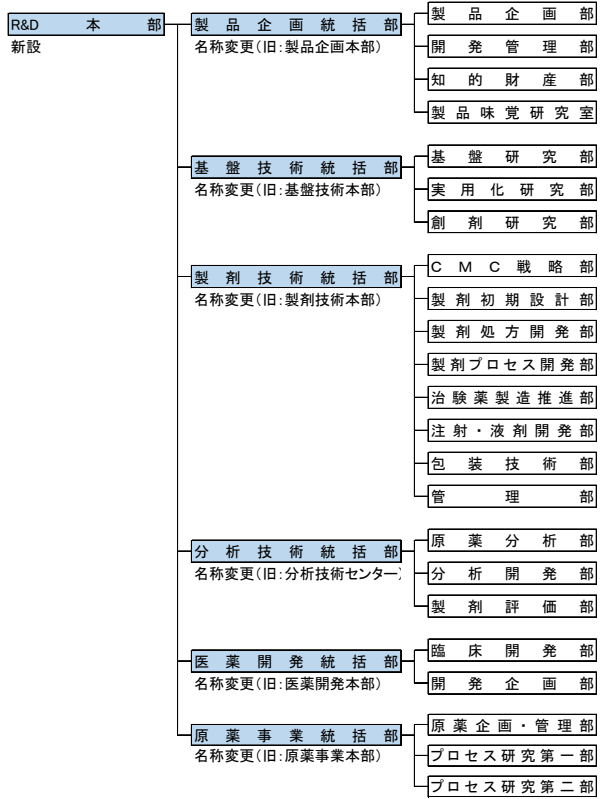 R&D本部
新設
製品企画統括部
名称変更(旧:製品企画本部)
製品企画部
開発管理部
知的財産部
製品味覚研究室
基盤技術統括部
名称変更(旧:基盤技術本部)
基盤研究部
実用化研究部
創剤研究部
製剤技術統括部
名称変更(旧:製剤技術本部)
CMC戦略部
製剤初期設計部
製剤処方開発部
製剤プロセス開発部
治験薬製造推進部
注射・液剤開発部
包装技術部
管理部
分析技術統括部
名称変更(旧:分析技術センター)
原薬分析部
分析開発部
製剤評価部
医薬開発統括部
名称変更(旧:医薬開発本部)
臨床開発部
開発企画部
原薬事業統括部
名称変更(旧:原薬事業本部)
原薬企画・管理部
プロセス研究第一部
プロセス研究第二部